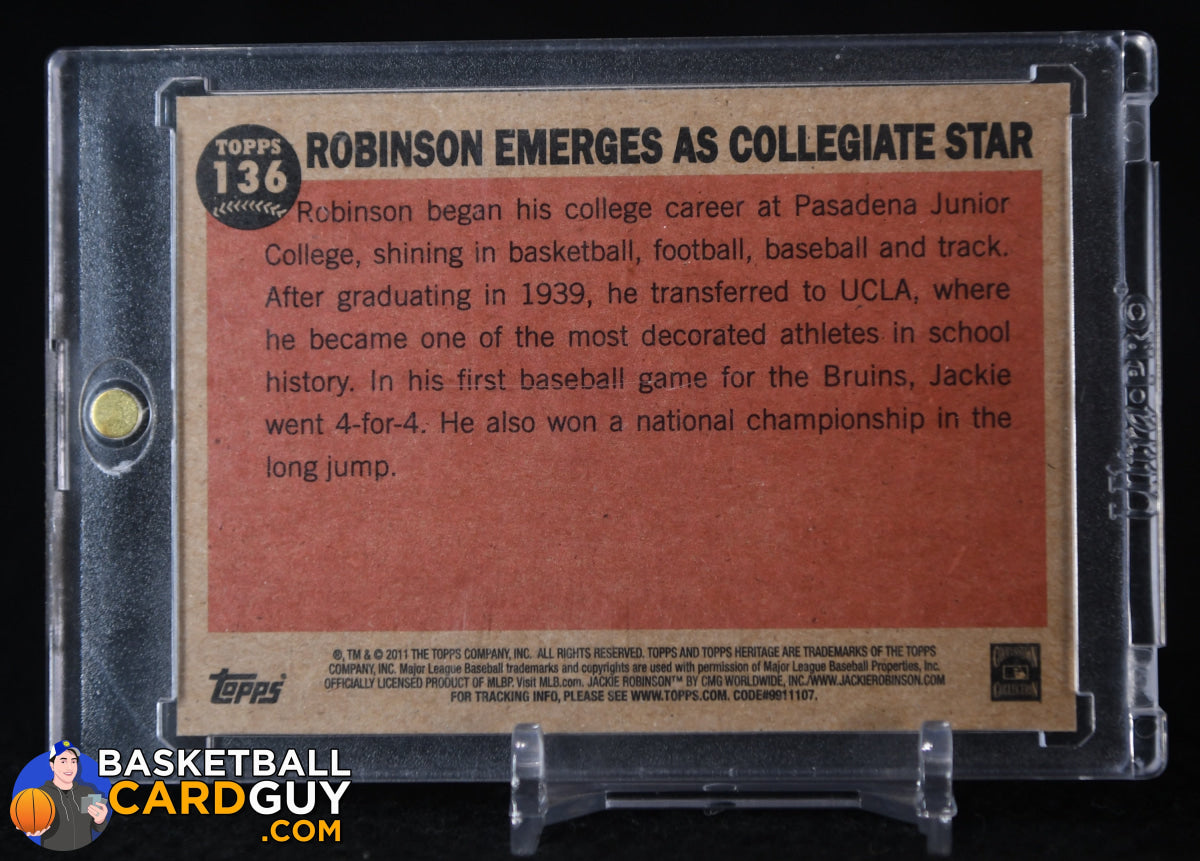 TOPPS
136
ROBINSON EMERGES AS COLLEGIATE STAR
Robinson began his college career at Pasadena Junior
College, shining in basketball, football, baseball and track.
After graduating in 1939, he transferred to UCLA, where
he became one of the most decorated athletes in school
history. In his first baseball game for the Bruins, Jackie
went 4-for-4. He also won a national championship in the
long jump.
®, TM & © 2011 THE TOPPS COMPANY, INC. ALL RIGHTS RESERVED. TOPPS AND TOPPS HERITAGE ARE TRADEMARKS OF THE TOPPS
COMPANY, INC. Major League Baseball trademarks and copyrights are used with permission of Major League Baseball Properties, Inc.
OFFICIALLY LICENSED PRODUCT OF MLBP. Visit MLB.com. JACKIE ROBINSON™ BY CMG WORLDWIDE, INC./WWW.JACKIEROBINSON.COM
FOR TRACKING INFO, PLEASE SEE WWW.TOPPS.COM. CODE#9911107.
topps
COLLECTION
BASKETBALL
CARDGUY
.COM